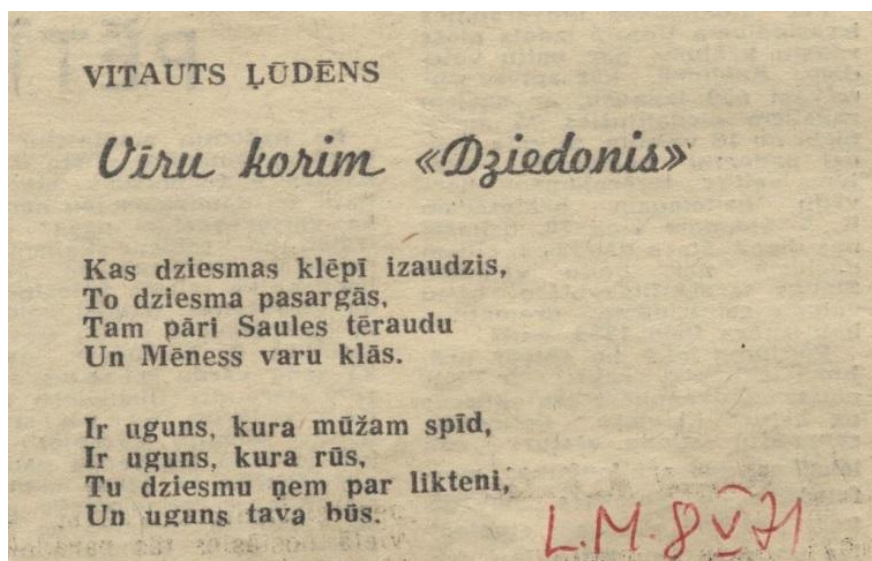 VITAUTS ĻŪDĒNS
Vīru korim «Dziedonis»
Kas dziesmas klēpī izaudzis,
To dziesma pasargās,
Tam pāri Saules tēraudu
Un Mēness varu klās.
Ir uguns, kura mūžam spīd,
Ir uguns, kura rūs,
Tu dziesmu ņem par likteni,
Un uguns tava būs.
L.M. 8 V 71